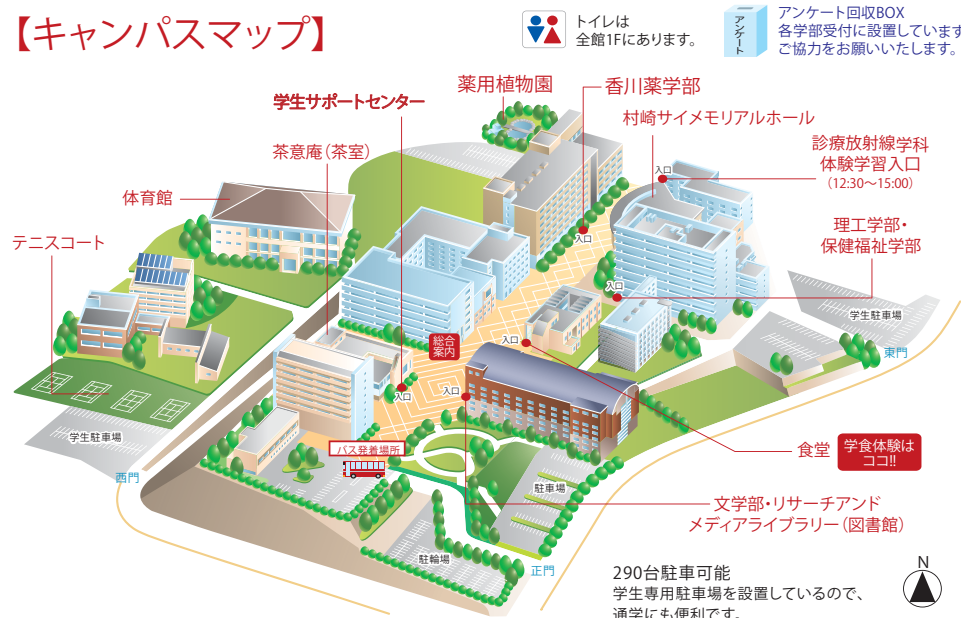 【キャンパスマップ】
トイレは
全館1Fにあります。
アンケート
アンケート回収BOX
各学部受付に設置しています
ご協力をお願いいたします。
学生サポートセンター
薬用植物園
香川薬学部
村崎サイメモリアルホール
茶意庵(茶室)
診療放射線学科
体験学習入口
(12:30〜15:00)
体育館
入口
テニスコート
理工学部・
保健福祉学部
入口
入口
学生駐車場
総合
案内
入口
東門
入口
入口
学生駐車場
バス発着場所
食堂
学食体験は
ココ!!
西門
駐車場
文学部・リサーチアンド
メディアライブラリー(図書館)
駐輪場
正門
290台駐車可能
学生専用駐車場を設置しているので、
通学にも便利です。
N